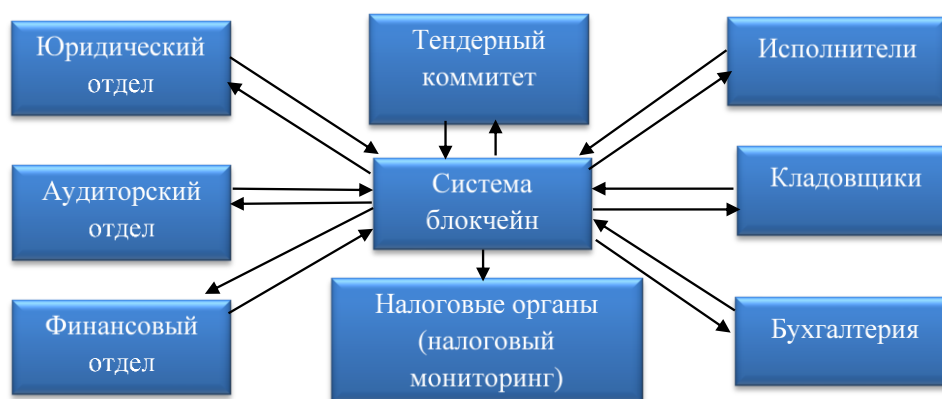 Юридический
отдел
Тендерный
коммитет
Исполнители
Аудиторский
отдел
Система
блокчейн
Кладовщики
Финансовый
отдел
Налоговые органы
(налоговый
мониторинг)
Бухгалтерия